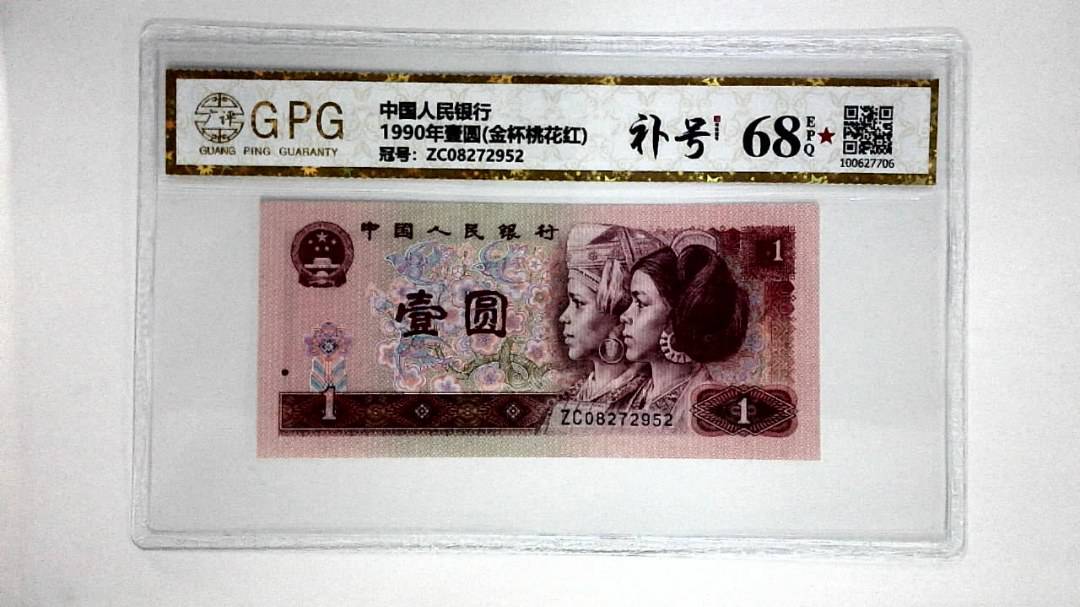 GPG
GUANG PING GUARANTY
中国人民银行
1990年壹圆(金杯桃花红)
冠号：ZC08272952
补号
68
EPQ
100627706
中国人民银行
壹圆
1
1
ZC08272952
1